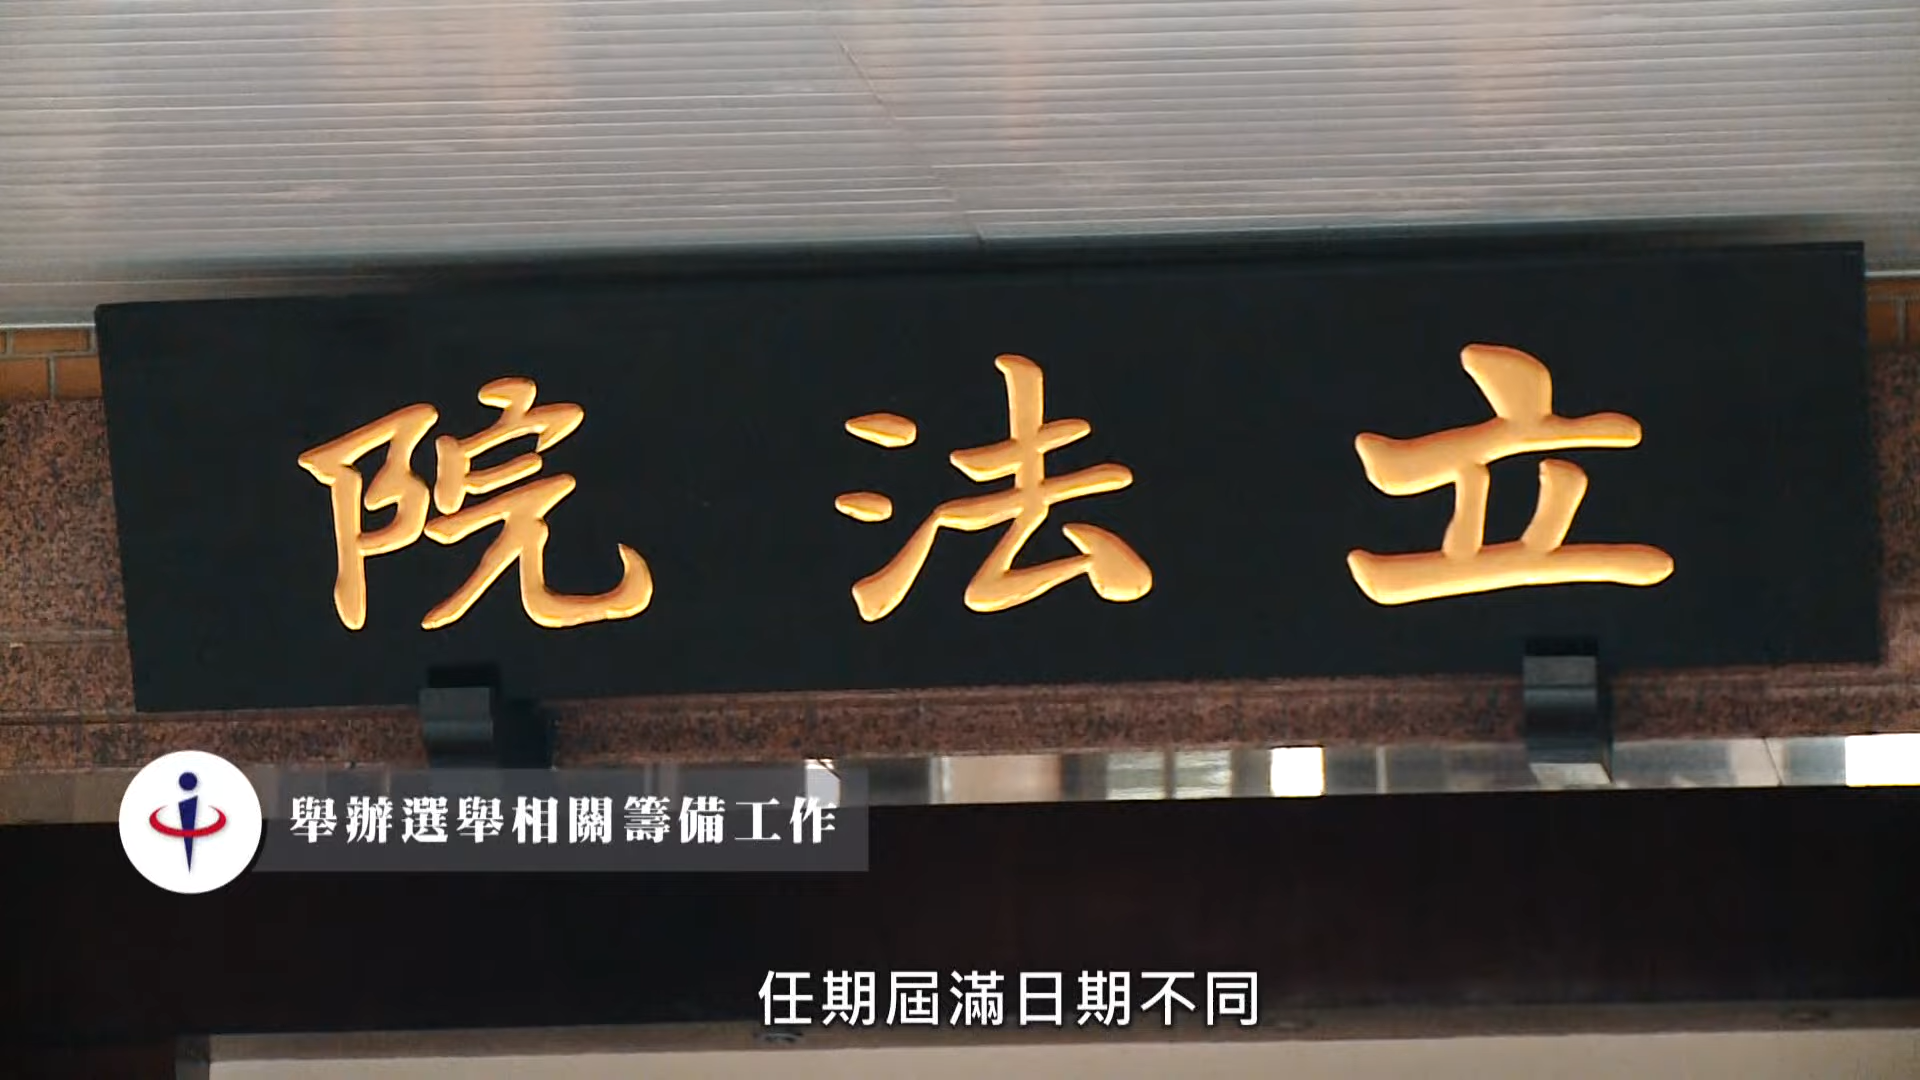 立法院
舉辦選舉相關籌備工作
任期屆滿日期不同